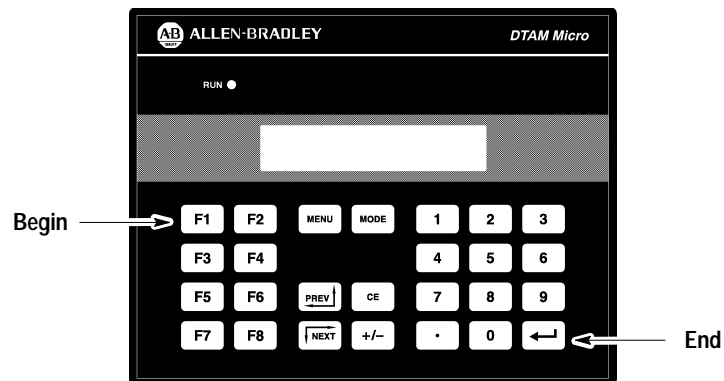 AB QUALITY ALLEN-BRADLEY DTAM Micro
RUN
Begin F1 F2 MENU MODE 1 2 3
F3 F4 4 5 6
F5 F6 PREV CE 7 8 9
F7 F8 NEXT +/– · 0
End